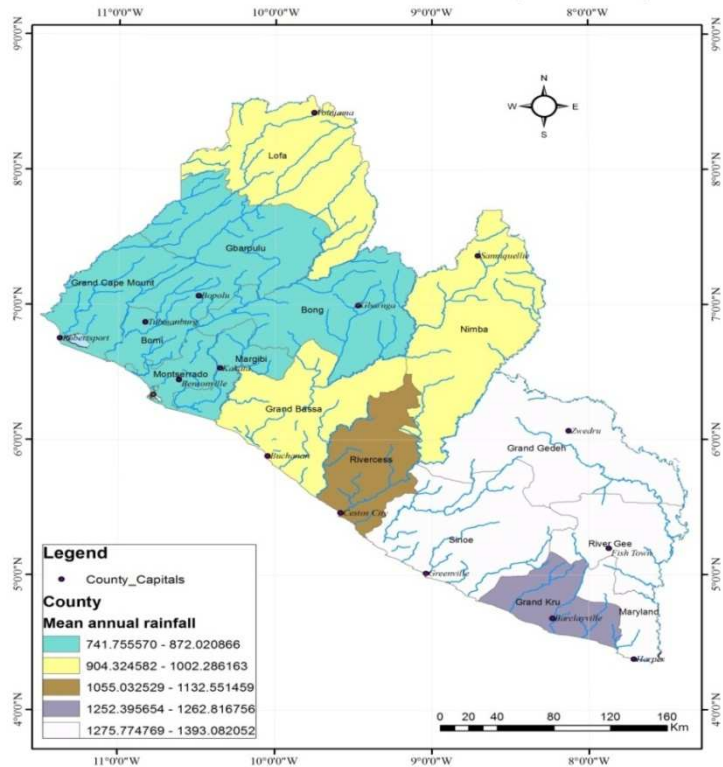 11°0'0"W 10°0'0"W 9°0'0"W 8°0'0"W
9°0'0"N 9°0'0"N
N
W E
S
Lofa
8°0'0"N 8°0'0"N
Gbarpulu
Sanniquellie
Grand Cape Mount
Bopolu
7°0'0"N 7°0'0"N
Bong
Gbarnga
Tubmanburg
Nimba
Robertsport
Bomi
Margibi
Kakata
Montserrado
Bensonville
Grand Bassa
6°0'0"N 6°0'0"N
Zwedru
Grand Gedeh
Buchanan
Rivercess
Cestos City
Sinoe
River Gee
Fish Town
5°0'0"N 5°0'0"N
Greenville
Grand Kru
Maryland
Barclayville
Harper
4°0'0"N 4°0'0"N
Legend
County_Capitals
County
Mean annual rainfall
741.755570 - 872.020866
904.324582 - 1002.286163
1055.032529 - 1132.551459
1252.395654 - 1262.816756
1275.774769 - 1393.082052
0 20 40 80 120 160
Km
11°0'0"W 10°0'0"W 9°0'0"W 8°0'0"W